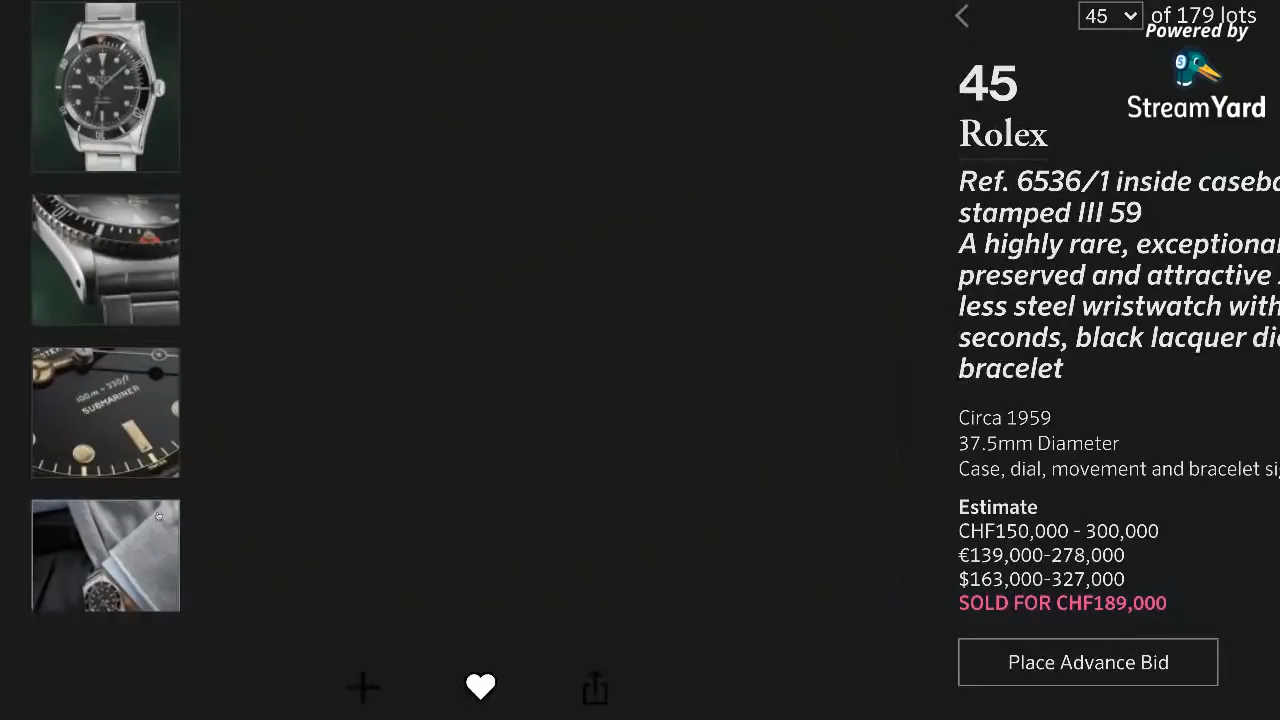 45 of 179 lots
Powered by
StreamYard
45
Rolex
Ref. 6536/1 inside caseba
stamped III 59
A highly rare, exceptional
preserved and attractive
less steel wristwatch with
seconds, black lacquer di
bracelet
Circa 1959
37.5mm Diameter
Case, dial, movement and bracelet si
Estimate
CHF150,000 - 300,000
€139,000-278,000
$163,000-327,000
SOLD FOR CHF189,000
Place Advance Bid
100m = 330ft
SUBMARINER